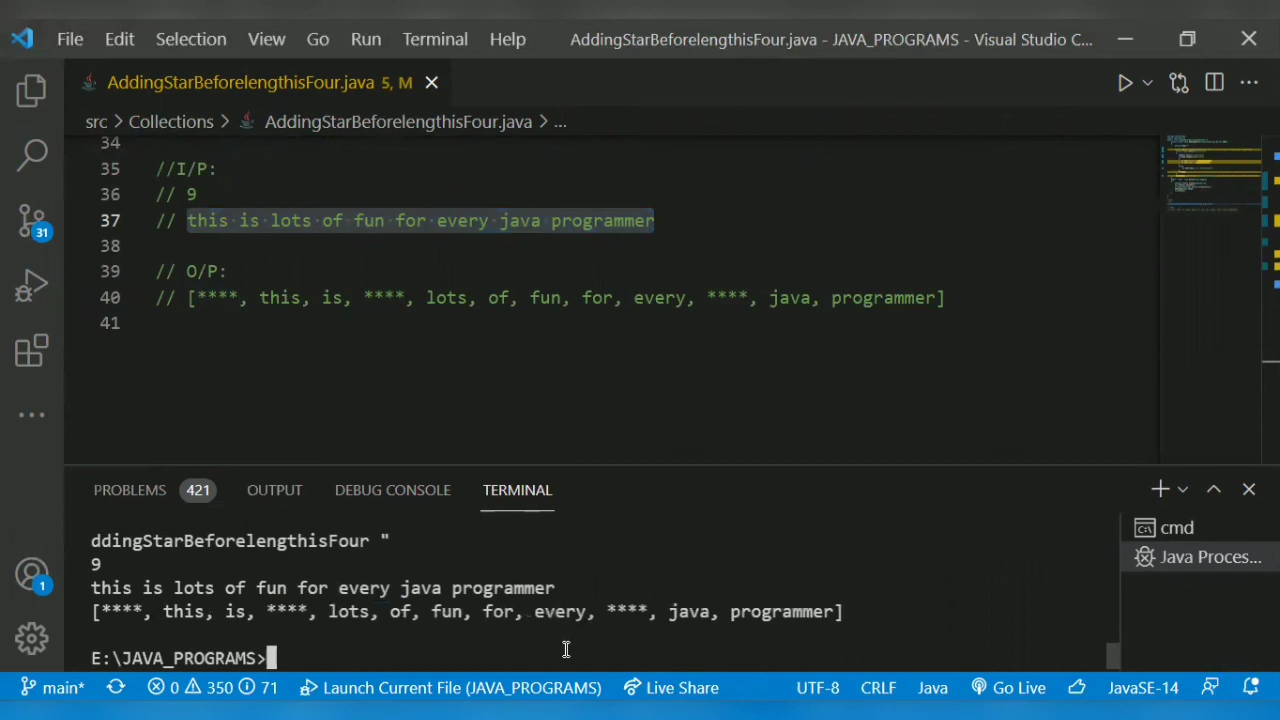 File Edit Selection View Go Run Terminal Help AddingStarBeforelengthisFour.java - JAVA_PROGRAMS - Visual Studio C...
AddingStarBeforelengthisFour.java 5, M
src > Collections > AddingStarBeforelengthisFour.java > ...
34
35 //I/P:
36 // 9
37 // this is lots of fun for every java programmer
38
39 // O/P:
40 // [****, this, is, ****, lots, of, fun, for, every, ****, java, programmer]
41
31
1
PROBLEMS 421 OUTPUT DEBUG CONSOLE TERMINAL
ddingStarBeforelengthisFour "
9
this is lots of fun for every java programmer
[****, this, is, ****, lots, of, fun, for, every, ****, java, programmer]
E:\JAVA_PROGRAMS>
cmd
Java Proces...
main* 0 350 71 Launch Current File (JAVA_PROGRAMS) Live Share UTF-8 CRLF Java Go Live JavaSE-14